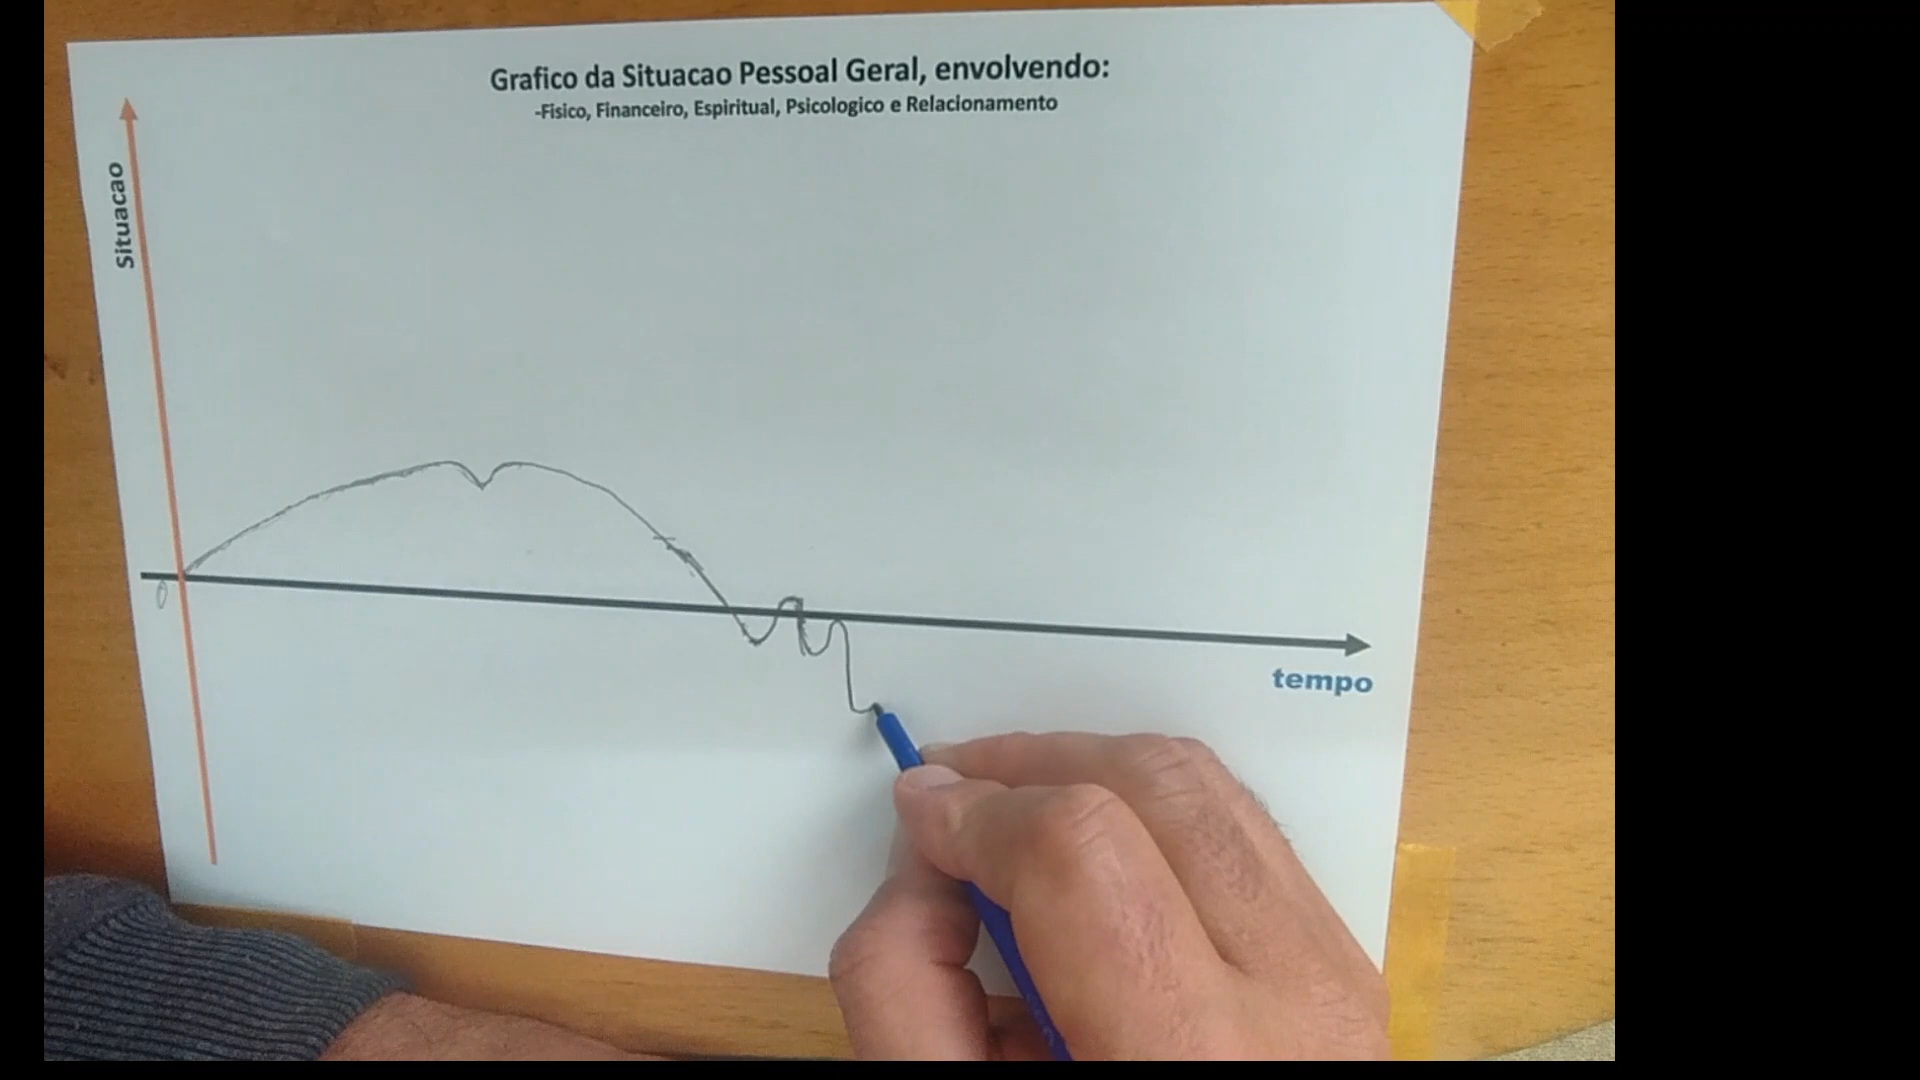 Grafico da Situacao Pessoal Geral, envolvendo:
-Fisico, Financeiro, Espiritual, Psicologico e Relacionamento
Situacao
0
tempo